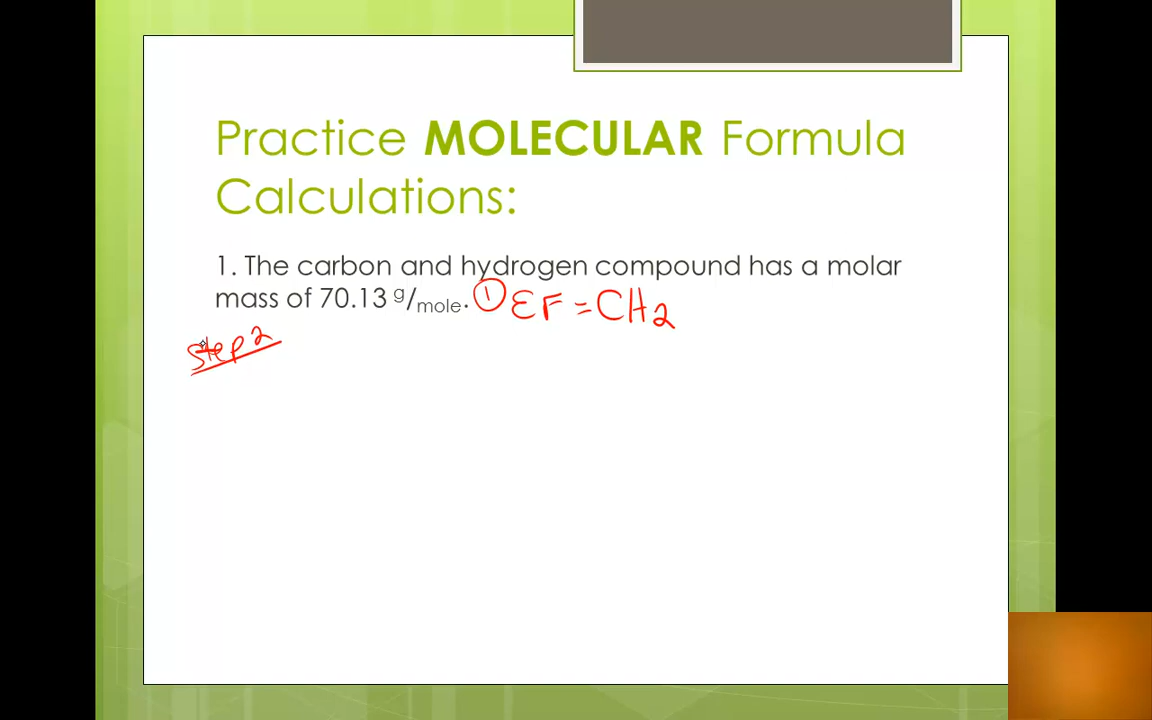 Practice MOLECULAR Formula
Calculations:
1. The carbon and hydrogen compound has a molar
mass of 70.13 g/mole. ① EF = CH2
Step 2